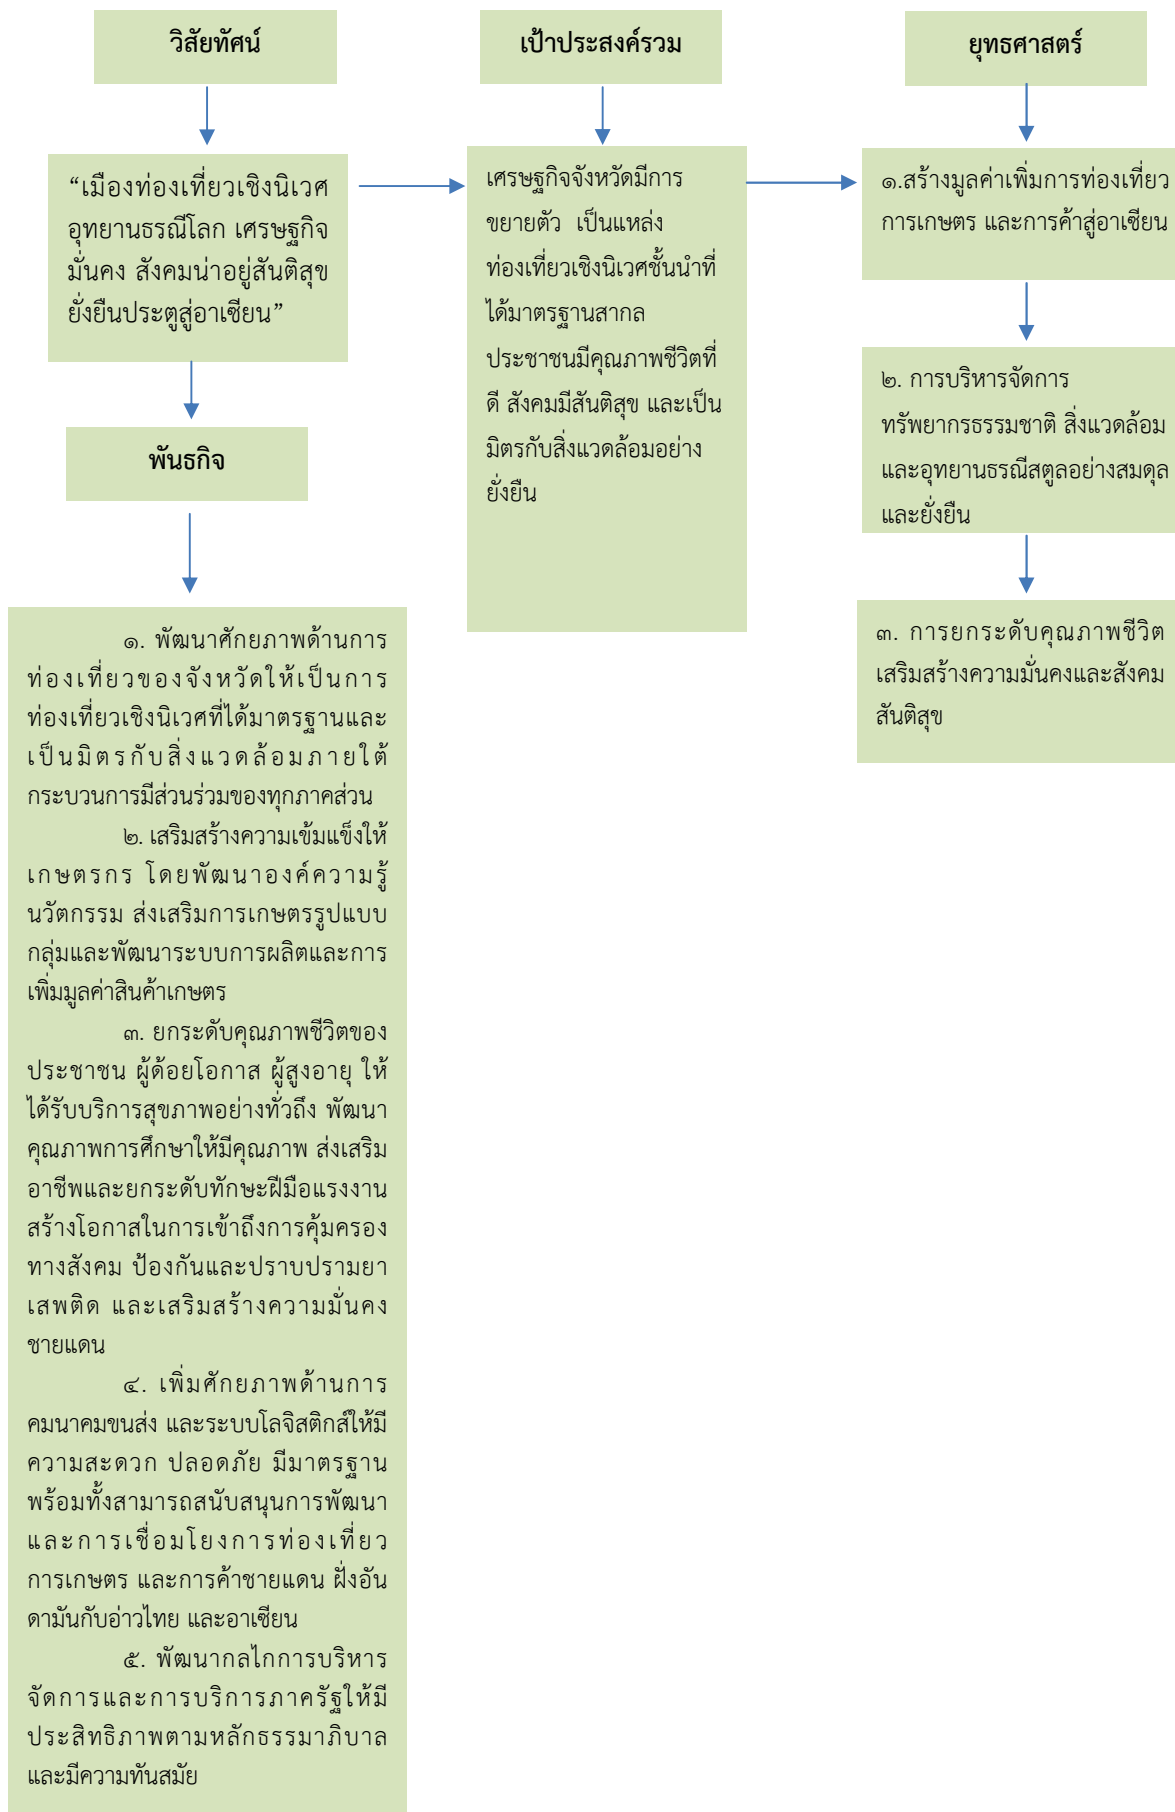 วิสัยทัศน์
“เมืองท่องเที่ยวเชิงนิเวศ
อุทยานธรณีโลก เศรษฐกิจ
มั่นคง สังคมน่าอยู่สันติสุข
ยั่งยืนประตูสู่อาเซียน”
พันธกิจ
๑. พัฒนาศักยภาพด้านการ
ท่องเที่ยวของจังหวัดให้เป็นการ
ท่องเที่ยวเชิงนิเวศที่ได้มาตรฐานและ
เป็นมิตรกับสิ่งแวดล้อมภายใต้
กระบวนการมีส่วนร่วมของทุกภาคส่วน
๒. เสริมสร้างความเข้มแข็งให้
เกษตรกร โดยพัฒนาองค์ความรู้
นวัตกรรม ส่งเสริมการเกษตรรูปแบบ
กลุ่มและพัฒนาระบบการผลิตและการ
เพิ่มมูลค่าสินค้าเกษตร
๓. ยกระดับคุณภาพชีวิตของ
ประชาชน ผู้ด้อยโอกาส ผู้สูงอายุ ให้
ได้รับบริการสุขภาพอย่างทั่วถึง พัฒนา
คุณภาพการศึกษาให้มีคุณภาพ ส่งเสริม
อาชีพและยกระดับทักษะฝีมือแรงงาน
สร้างโอกาสในการเข้าถึงการคุ้มครอง
ทางสังคม ป้องกันและปราบปรามยา
เสพติด และเสริมสร้างความมั่นคง
ชายแดน
๔. เพิ่มศักยภาพด้านการ
คมนาคมขนส่ง และระบบโลจิสติกส์ให้มี
ความสะดวก ปลอดภัย มีมาตรฐาน
พร้อมทั้งสามารถสนับสนุนการพัฒนา
และการเชื่อมโยงการท่องเที่ยว
การเกษตร และการค้าชายแดน ฝั่งอัน
ดามันกับอ่าวไทย และอาเซียน
๕. พัฒนากลไกการบริหาร
จัดการและการบริการภาครัฐให้มี
ประสิทธิภาพตามหลักธรรมาภิบาล
และมีความทันสมัย
เป้าประสงค์รวม
เศรษฐกิจจังหวัดมีการ
ขยายตัว เป็นแหล่ง
ท่องเที่ยวเชิงนิเวศชั้นนำที่
ได้มาตรฐานสากล
ประชาชนมีคุณภาพชีวิตที่
ดี สังคมมีสันติสุข และเป็น
มิตรกับสิ่งแวดล้อมอย่าง
ยั่งยืน
ยุทธศาสตร์
๑.สร้างมูลค่าเพิ่มการท่องเที่ยว
การเกษตร และการค้าสู่อาเซียน
๒. การบริหารจัดการ
ทรัพยากรธรรมชาติ สิ่งแวดล้อม
และอุทยานธรณีสตูลอย่างสมดุล
และยั่งยืน
๓. การยกระดับคุณภาพชีวิต
เสริมสร้างความมั่นคงและสังคม
สันติสุข